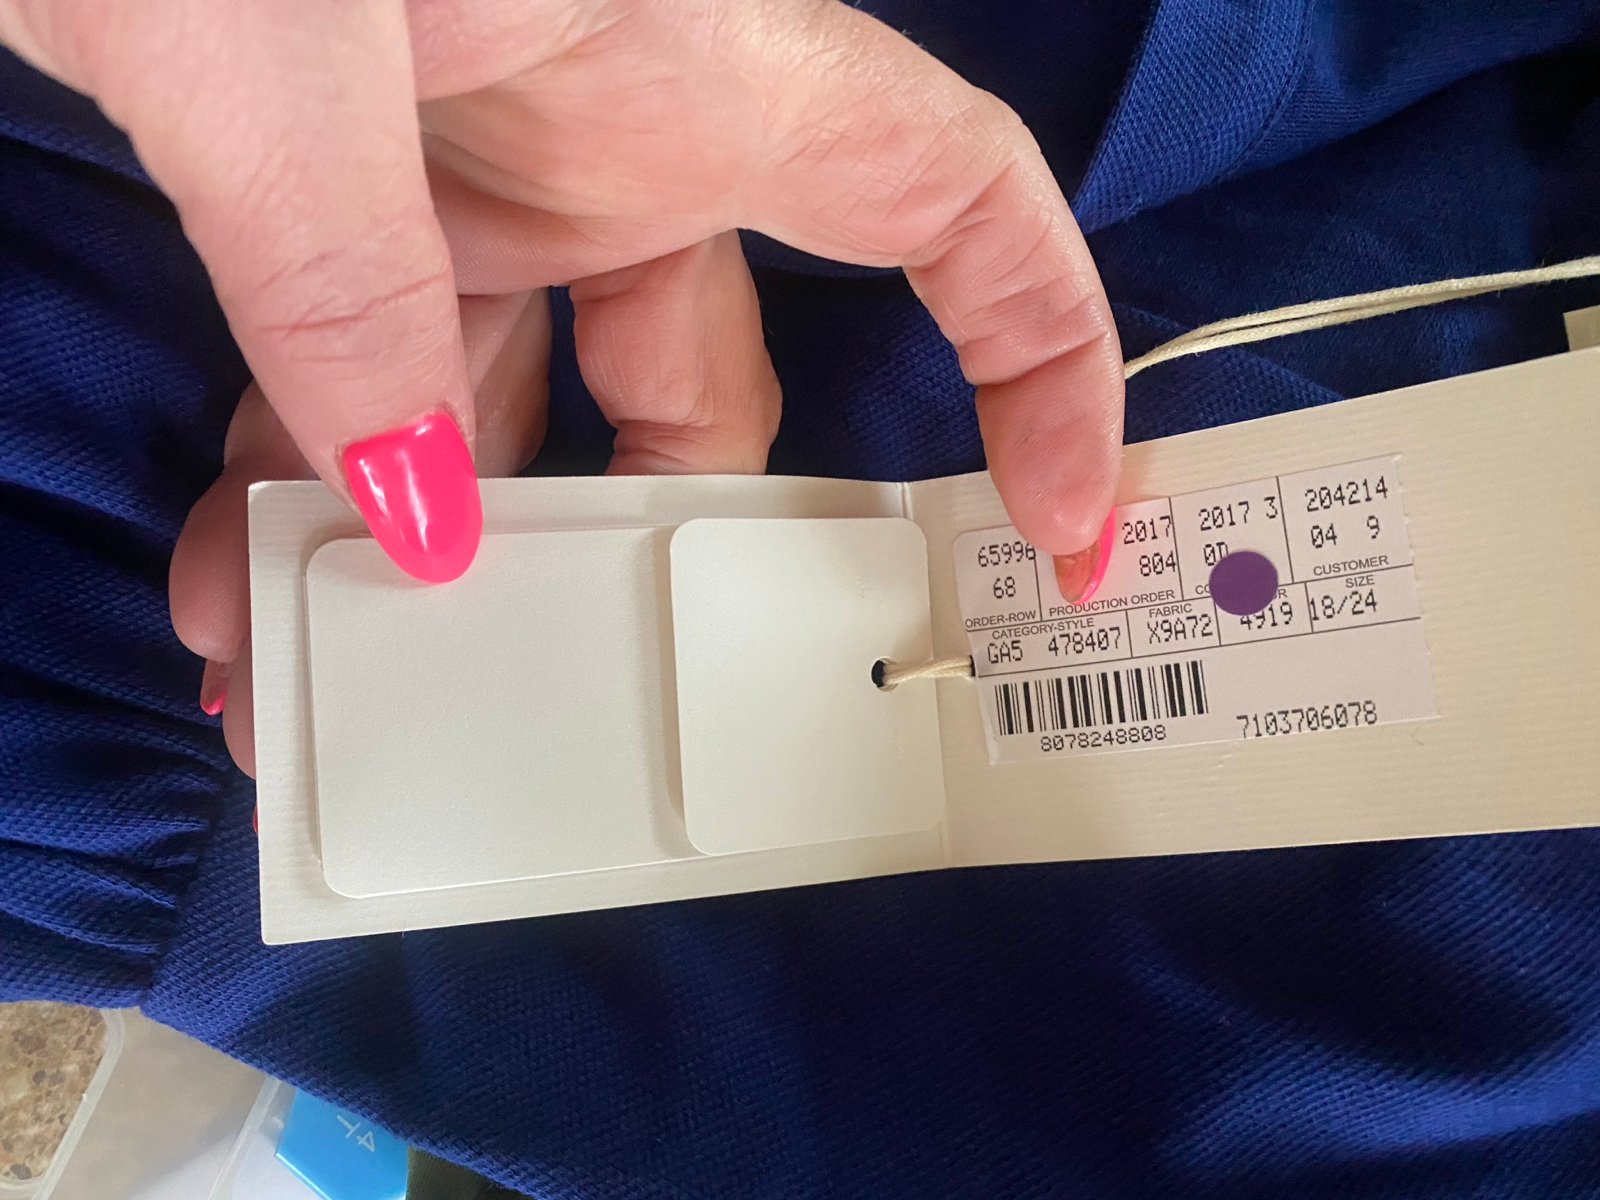 65996 2017 2017 3 204214
68 804 0D 04 9
ORDER-ROW PRODUCTION ORDER CUSTOMER
CATEGORY-STYLE FABRIC SIZE
GA5 478407 X9A72 4919 18/24
8078248808 7103706078
4T